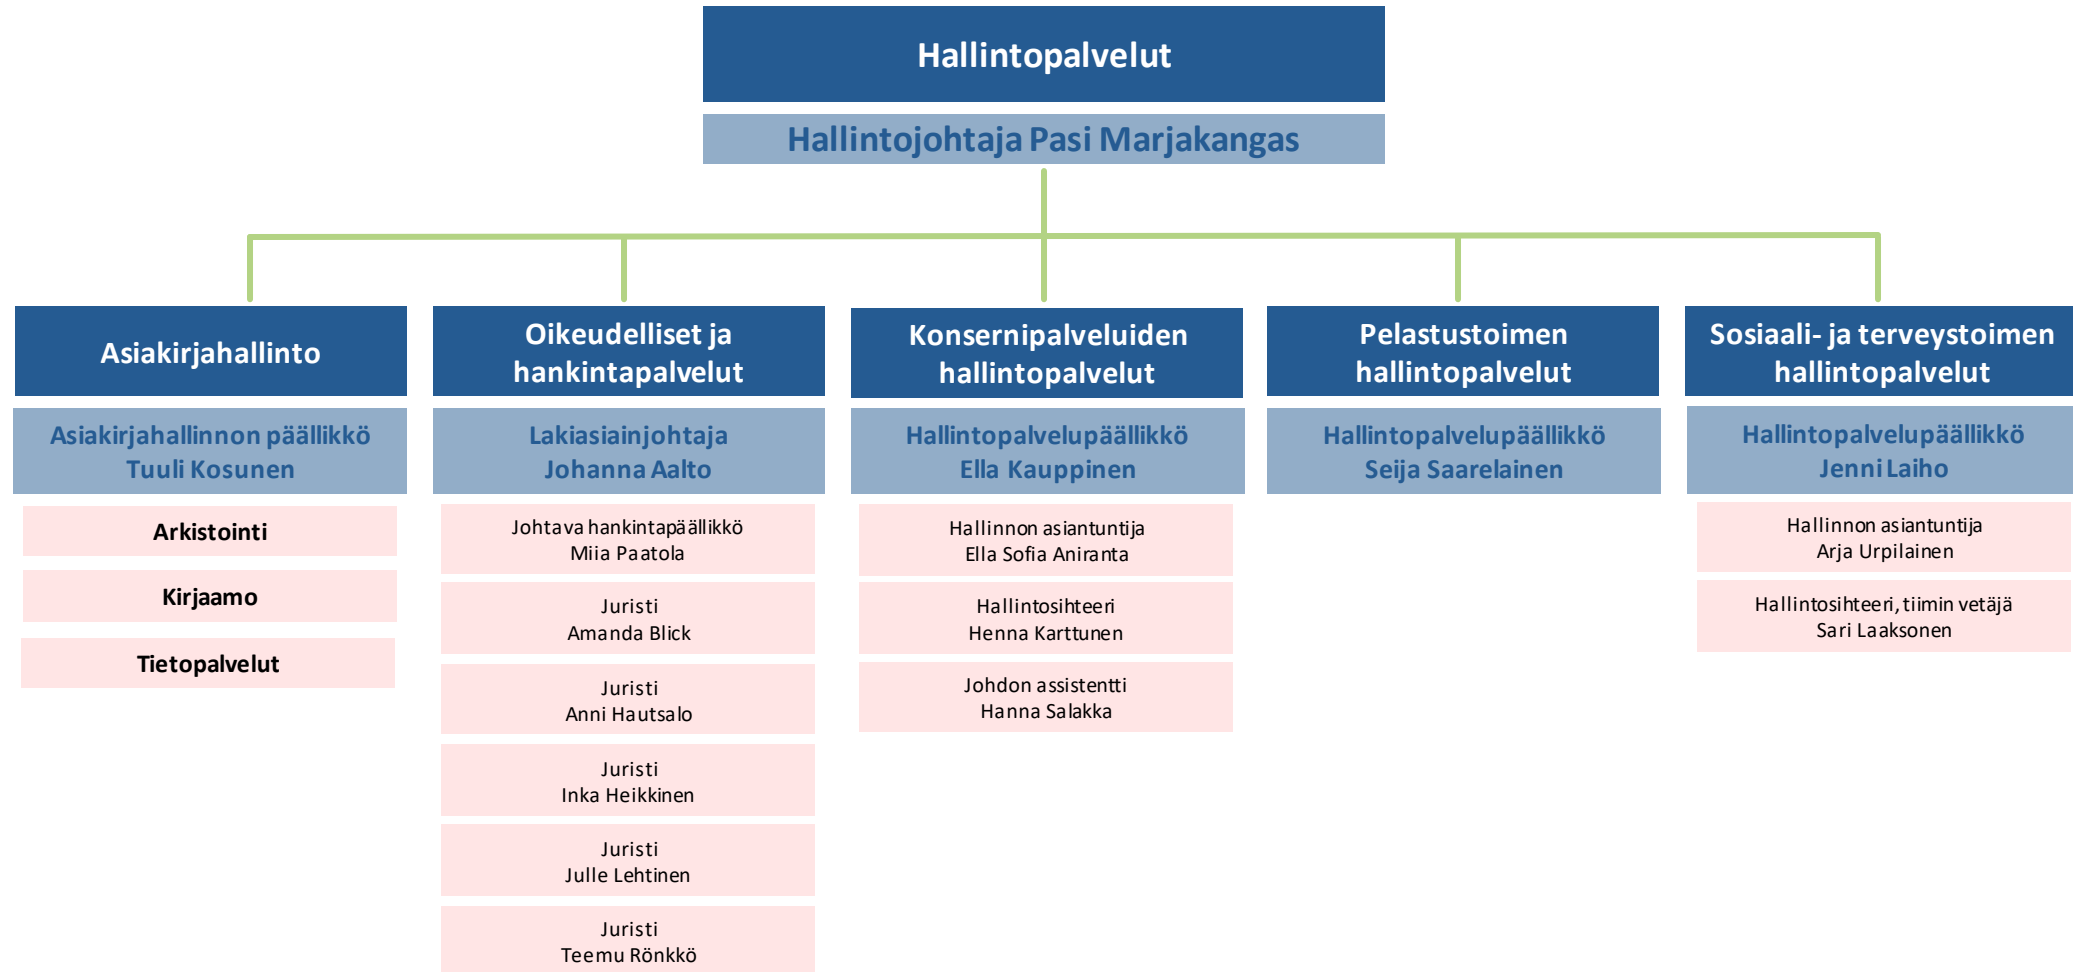 Hallintopalvelut
Hallintojohtaja Pasi Marjakangas
Asiakirjahallinto
Asiakirjahallinnon päällikkö
Tuuli Kosunen
Arkistointi
Kirjaamo
Tietopalvelut
Oikeudelliset ja
hankintapalvelut
Lakiasiainjohtaja
Johanna Aalto
Johtava hankintapäällikkö
Miia Paatola
Juristi
Amanda Blick
Juristi
Anni Hautsalo
Juristi
Inka Heikkinen
Juristi
Julle Lehtinen
Juristi
Teemu Rönkkö
Konsernipalveluiden
hallintopalvelut
Hallintopalvelupäällikkö
Ella Kauppinen
Hallinnon asiantuntija
Ella Sofia Aniranta
Hallintosihteeri
Henna Karttunen
Johdon assistentti
Hanna Salakka
Pelastustoimen
hallintopalvelut
Hallintopalvelupäällikkö
Seija Saarelainen
Sosiaali- ja terveystoimen
hallintopalvelut
Hallintopalvelupäällikkö
Jenni Laiho
Hallinnon asiantuntija
Arja Urpilainen
Hallintosihteeri, tiimin vetäjä
Sari Laaksonen